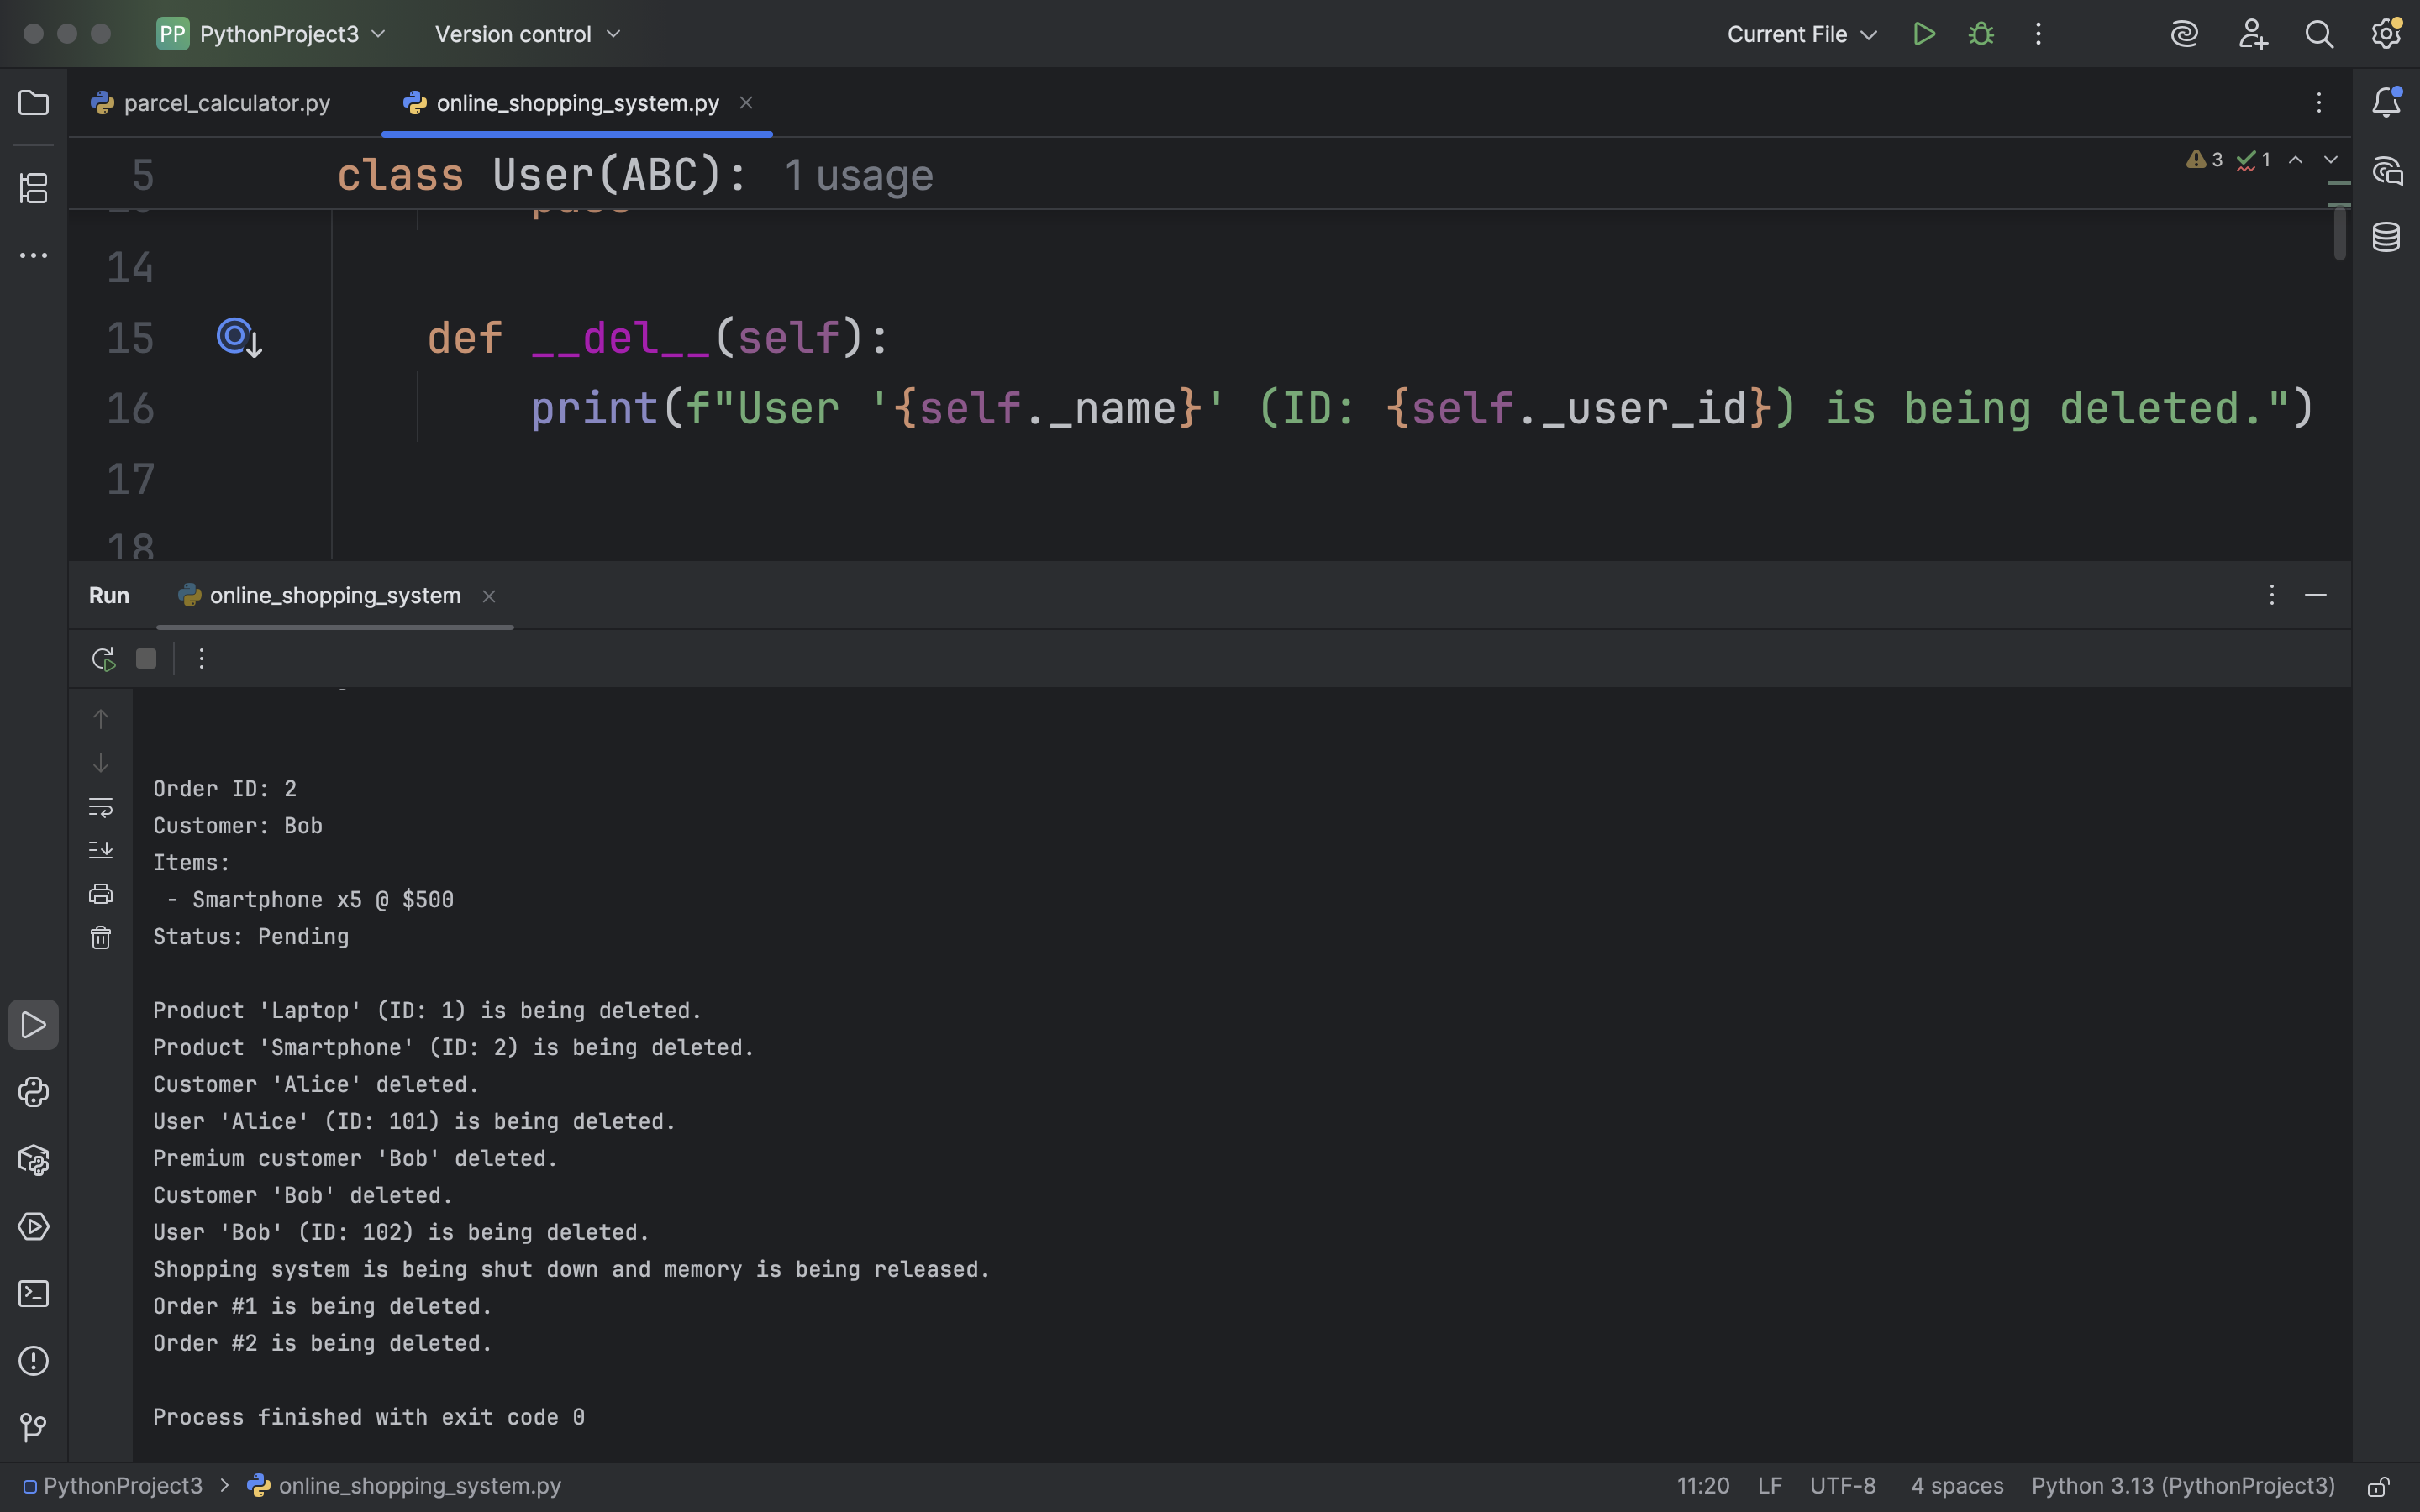 PP PythonProject3 Version control Current File
parcel_calculator.py online_shopping_system.py
5 class User(ABC): 1 usage 3 1
14
15 def __del__(self):
16 print(f"User '{self._name}' (ID: {self._user_id}) is being deleted.")
17
18
Run online_shopping_system
Order ID: 2
Customer: Bob
Items:
- Smartphone x5 @ $500
Status: Pending
Product 'Laptop' (ID: 1) is being deleted.
Product 'Smartphone' (ID: 2) is being deleted.
Customer 'Alice' deleted.
User 'Alice' (ID: 101) is being deleted.
Premium customer 'Bob' deleted.
Customer 'Bob' deleted.
User 'Bob' (ID: 102) is being deleted.
Shopping system is being shut down and memory is being released.
Order #1 is being deleted.
Order #2 is being deleted.
Process finished with exit code 0
PythonProject3 > online_shopping_system.py 11:20 LF UTF-8 4 spaces Python 3.13 (PythonProject3)